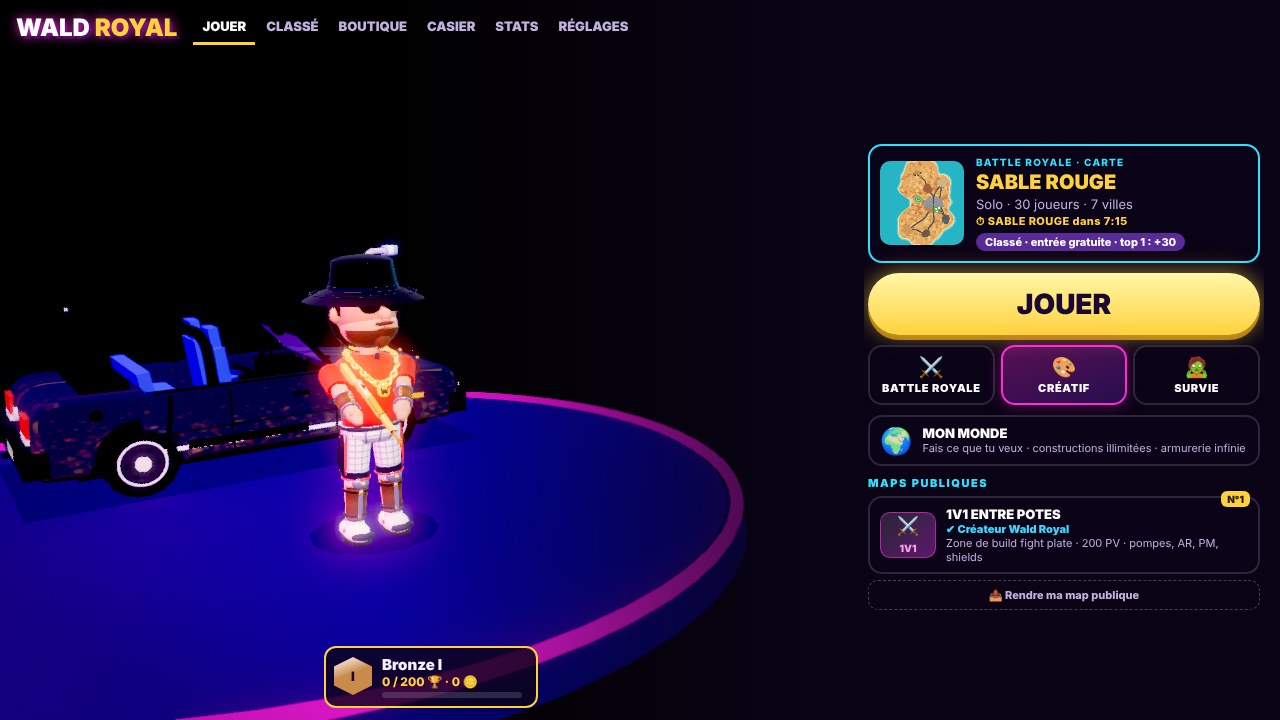 WALD ROYAL
JOUER CLASSÉ BOUTIQUE CASIER STATS RÉGLAGES
BATTLE ROYALE · CARTE
SABLE ROUGE
Solo · 30 joueurs · 7 villes
⏱ SABLE ROUGE dans 7:15
Classé · entrée gratuite · top 1 : +30
JOUER
BATTLE ROYALE
CRÉATIF
SURVIE
MON MONDE
Fais ce que tu veux · constructions illimitées · armurerie infinie
MAPS PUBLIQUES
N°1
1V1
1V1 ENTRE POTES
✔ Créateur Wald Royal
Zone de build fight plate · 200 PV · pompes, AR, PM,
shields
📥 Rendre ma map publique
I
Bronze I
0 / 200 🏆 · 0 🪙